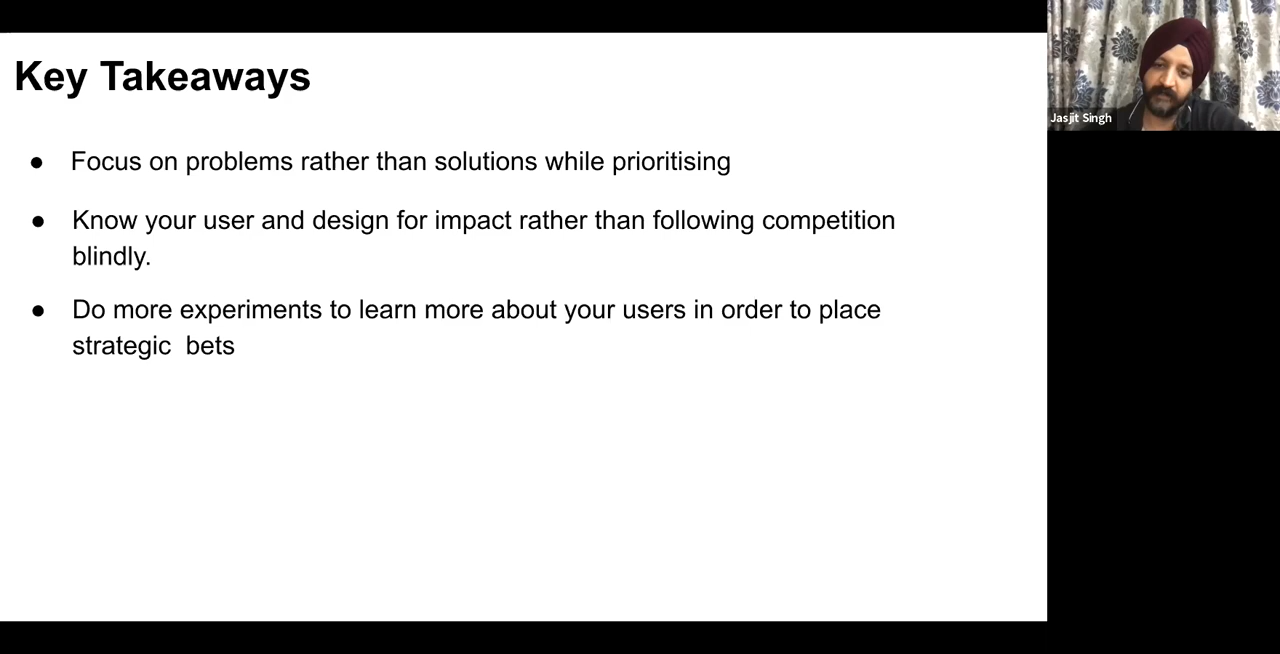 Key Takeaways
● Focus on problems rather than solutions while prioritising
● Know your user and design for impact rather than following competition
blindly.
● Do more experiments to learn more about your users in order to place
strategic  bets
Jasjit Singh